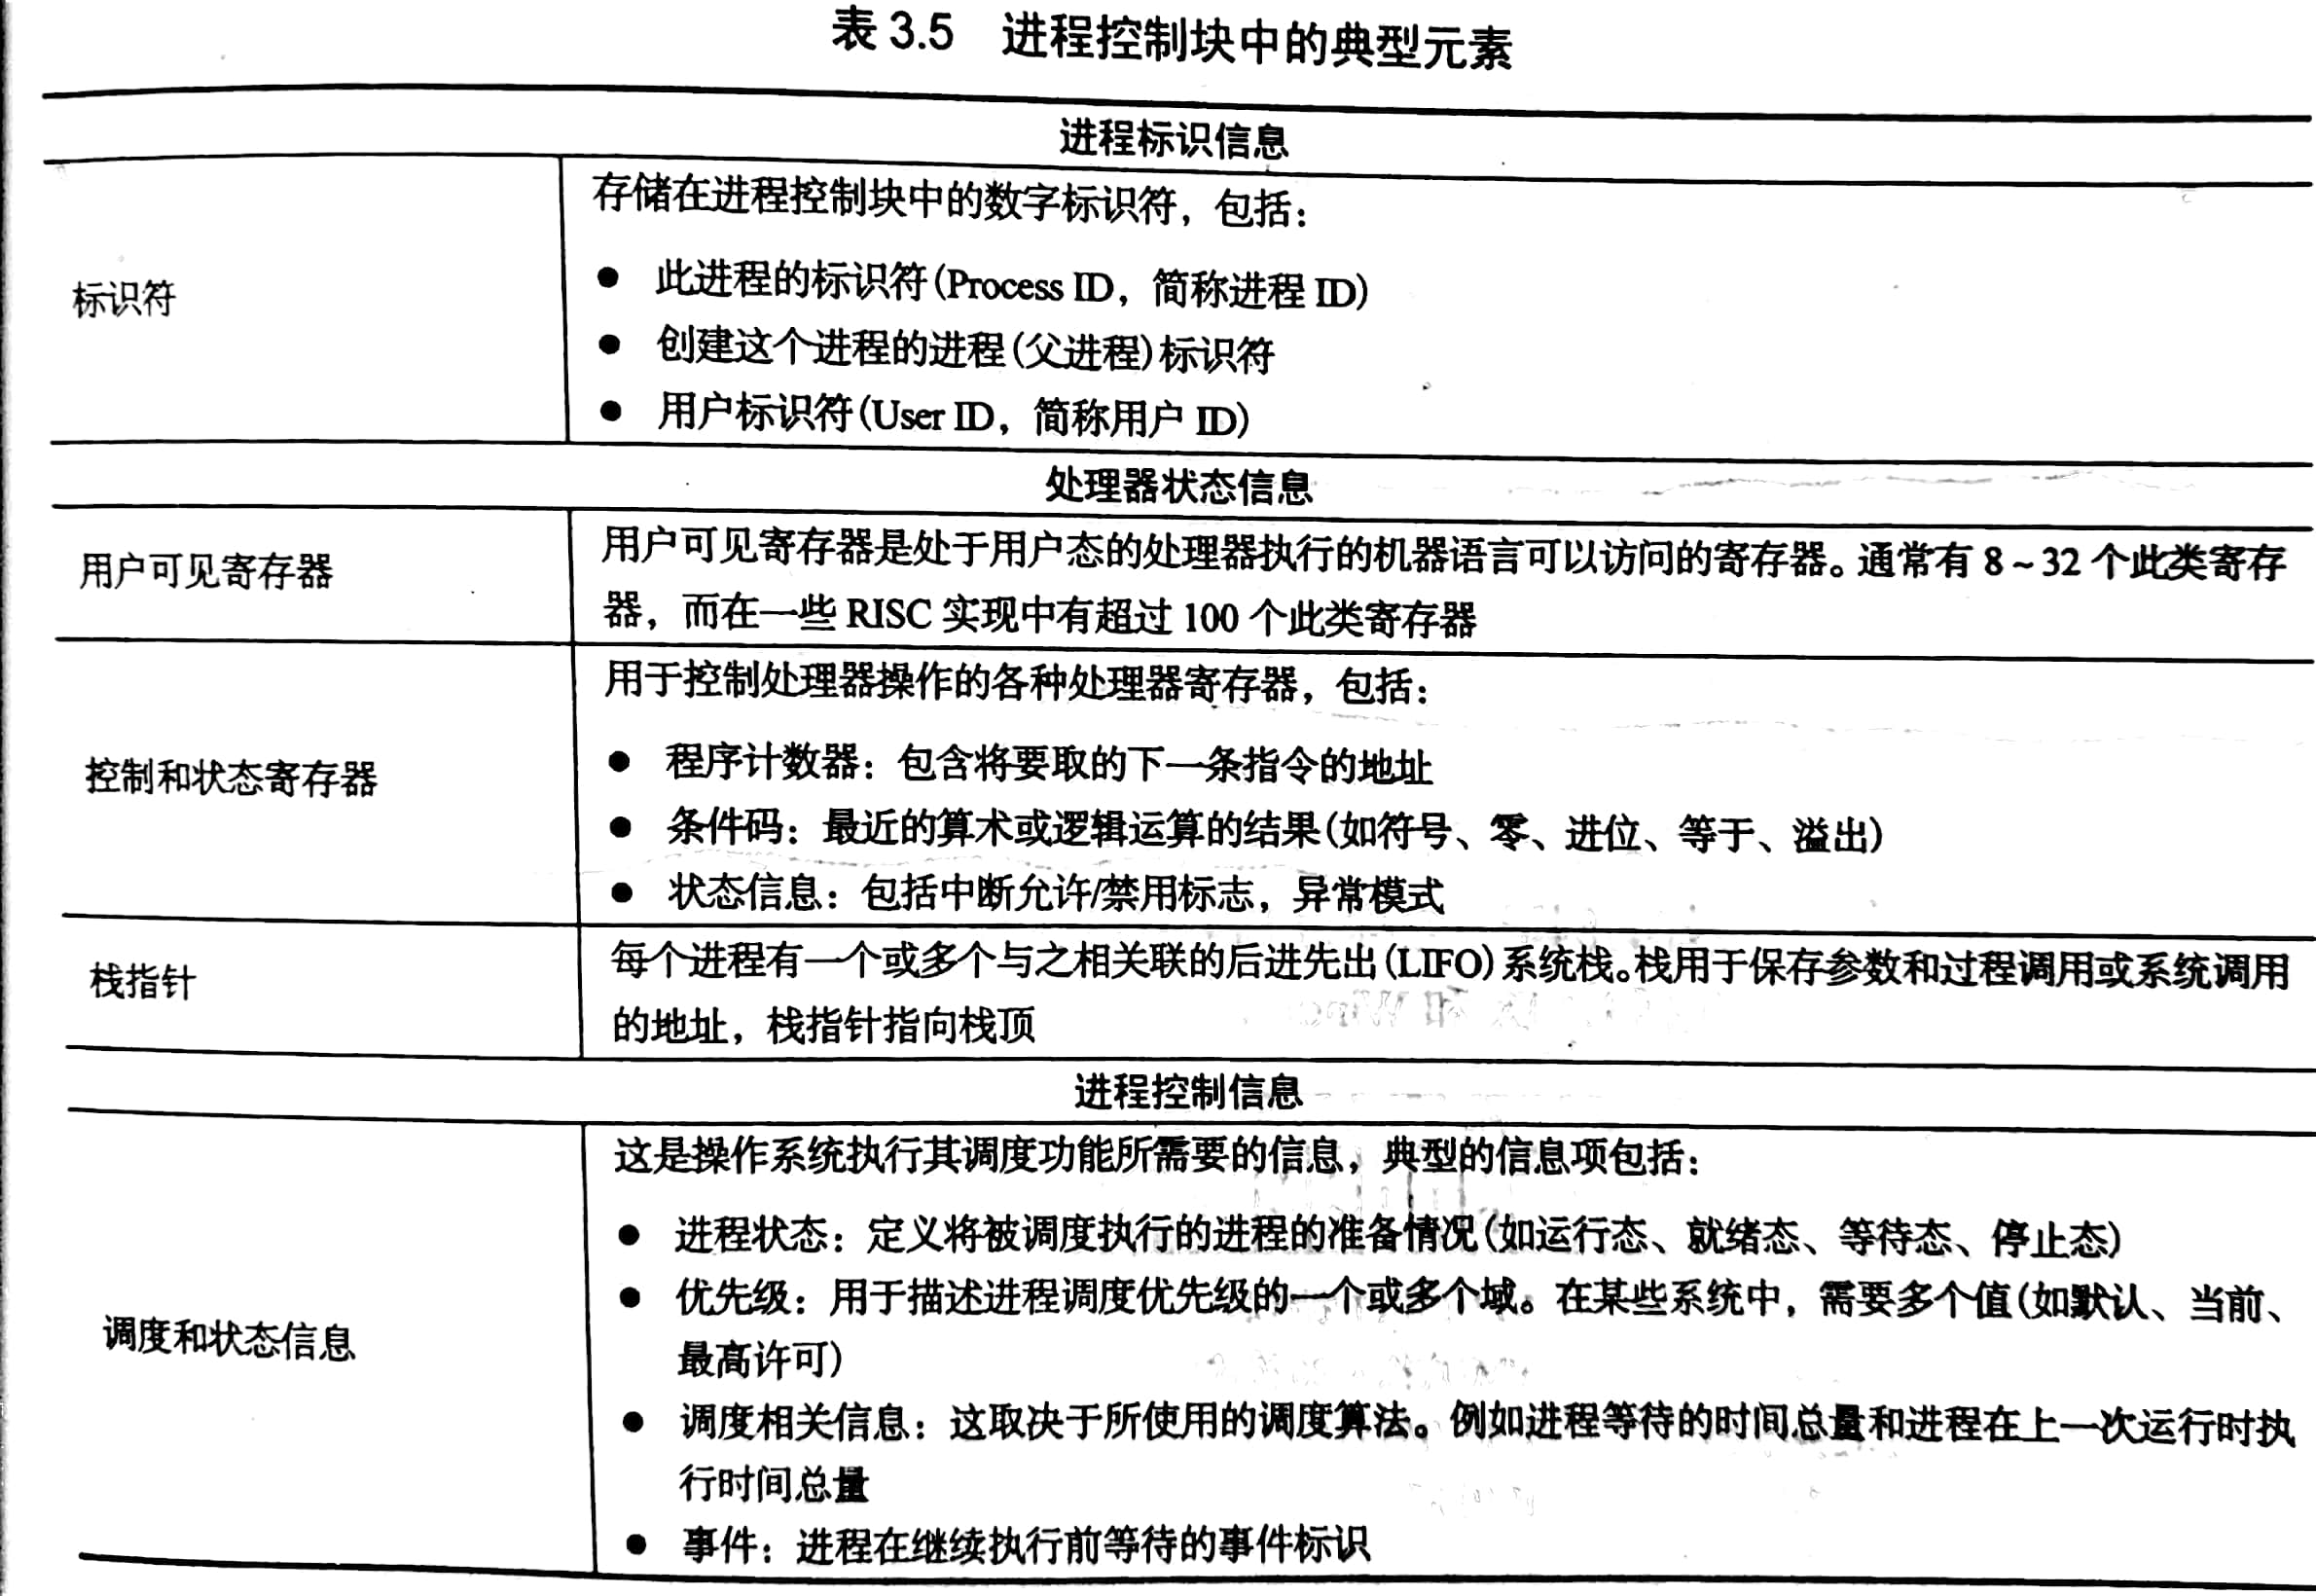 表 3.5 进程控制块中的典型元素
进程标识信息
标识符
存储在进程控制块中的数字标识符，包括：
● 此进程的标识符(Process ID，简称进程 ID)
● 创建这个进程的进程(父进程)标识符
● 用户标识符(User ID，简称用户 ID)
处理器状态信息
用户可见寄存器
用户可见寄存器是处于用户态的处理器执行的机器语言可以访问的寄存器。通常有 8~32 个此类寄存
器，而在一些 RISC 实现中有超过 100 个此类寄存器
控制和状态寄存器
用于控制处理器操作的各种处理器寄存器，包括：
● 程序计数器：包含将要取的下一条指令的地址
● 条件码：最近的算术或逻辑运算的结果(如符号、零、进位、等于、溢出)
● 状态信息：包括中断允许/禁用标志，异常模式
栈指针
每个进程有一个或多个与之相关联的后进先出(LIFO)系统栈。栈用于保存参数和过程调用或系统调用
的地址，栈指针指向栈顶
进程控制信息
调度和状态信息
这是操作系统执行其调度功能所需要的信息，典型的信息项包括：
● 进程状态：定义将被调度执行的进程的准备情况(如运行态、就绪态、等待态、停止态)
● 优先级：用于描述进程调度优先级的一个或多个域。在某些系统中，需要多个值(如默认、当前、
最高许可)
● 调度相关信息：这取决于所使用的调度算法。例如进程等待的时间总量和进程在上一次运行时执
行时间总量
● 事件：进程在继续执行前等待的事件标识